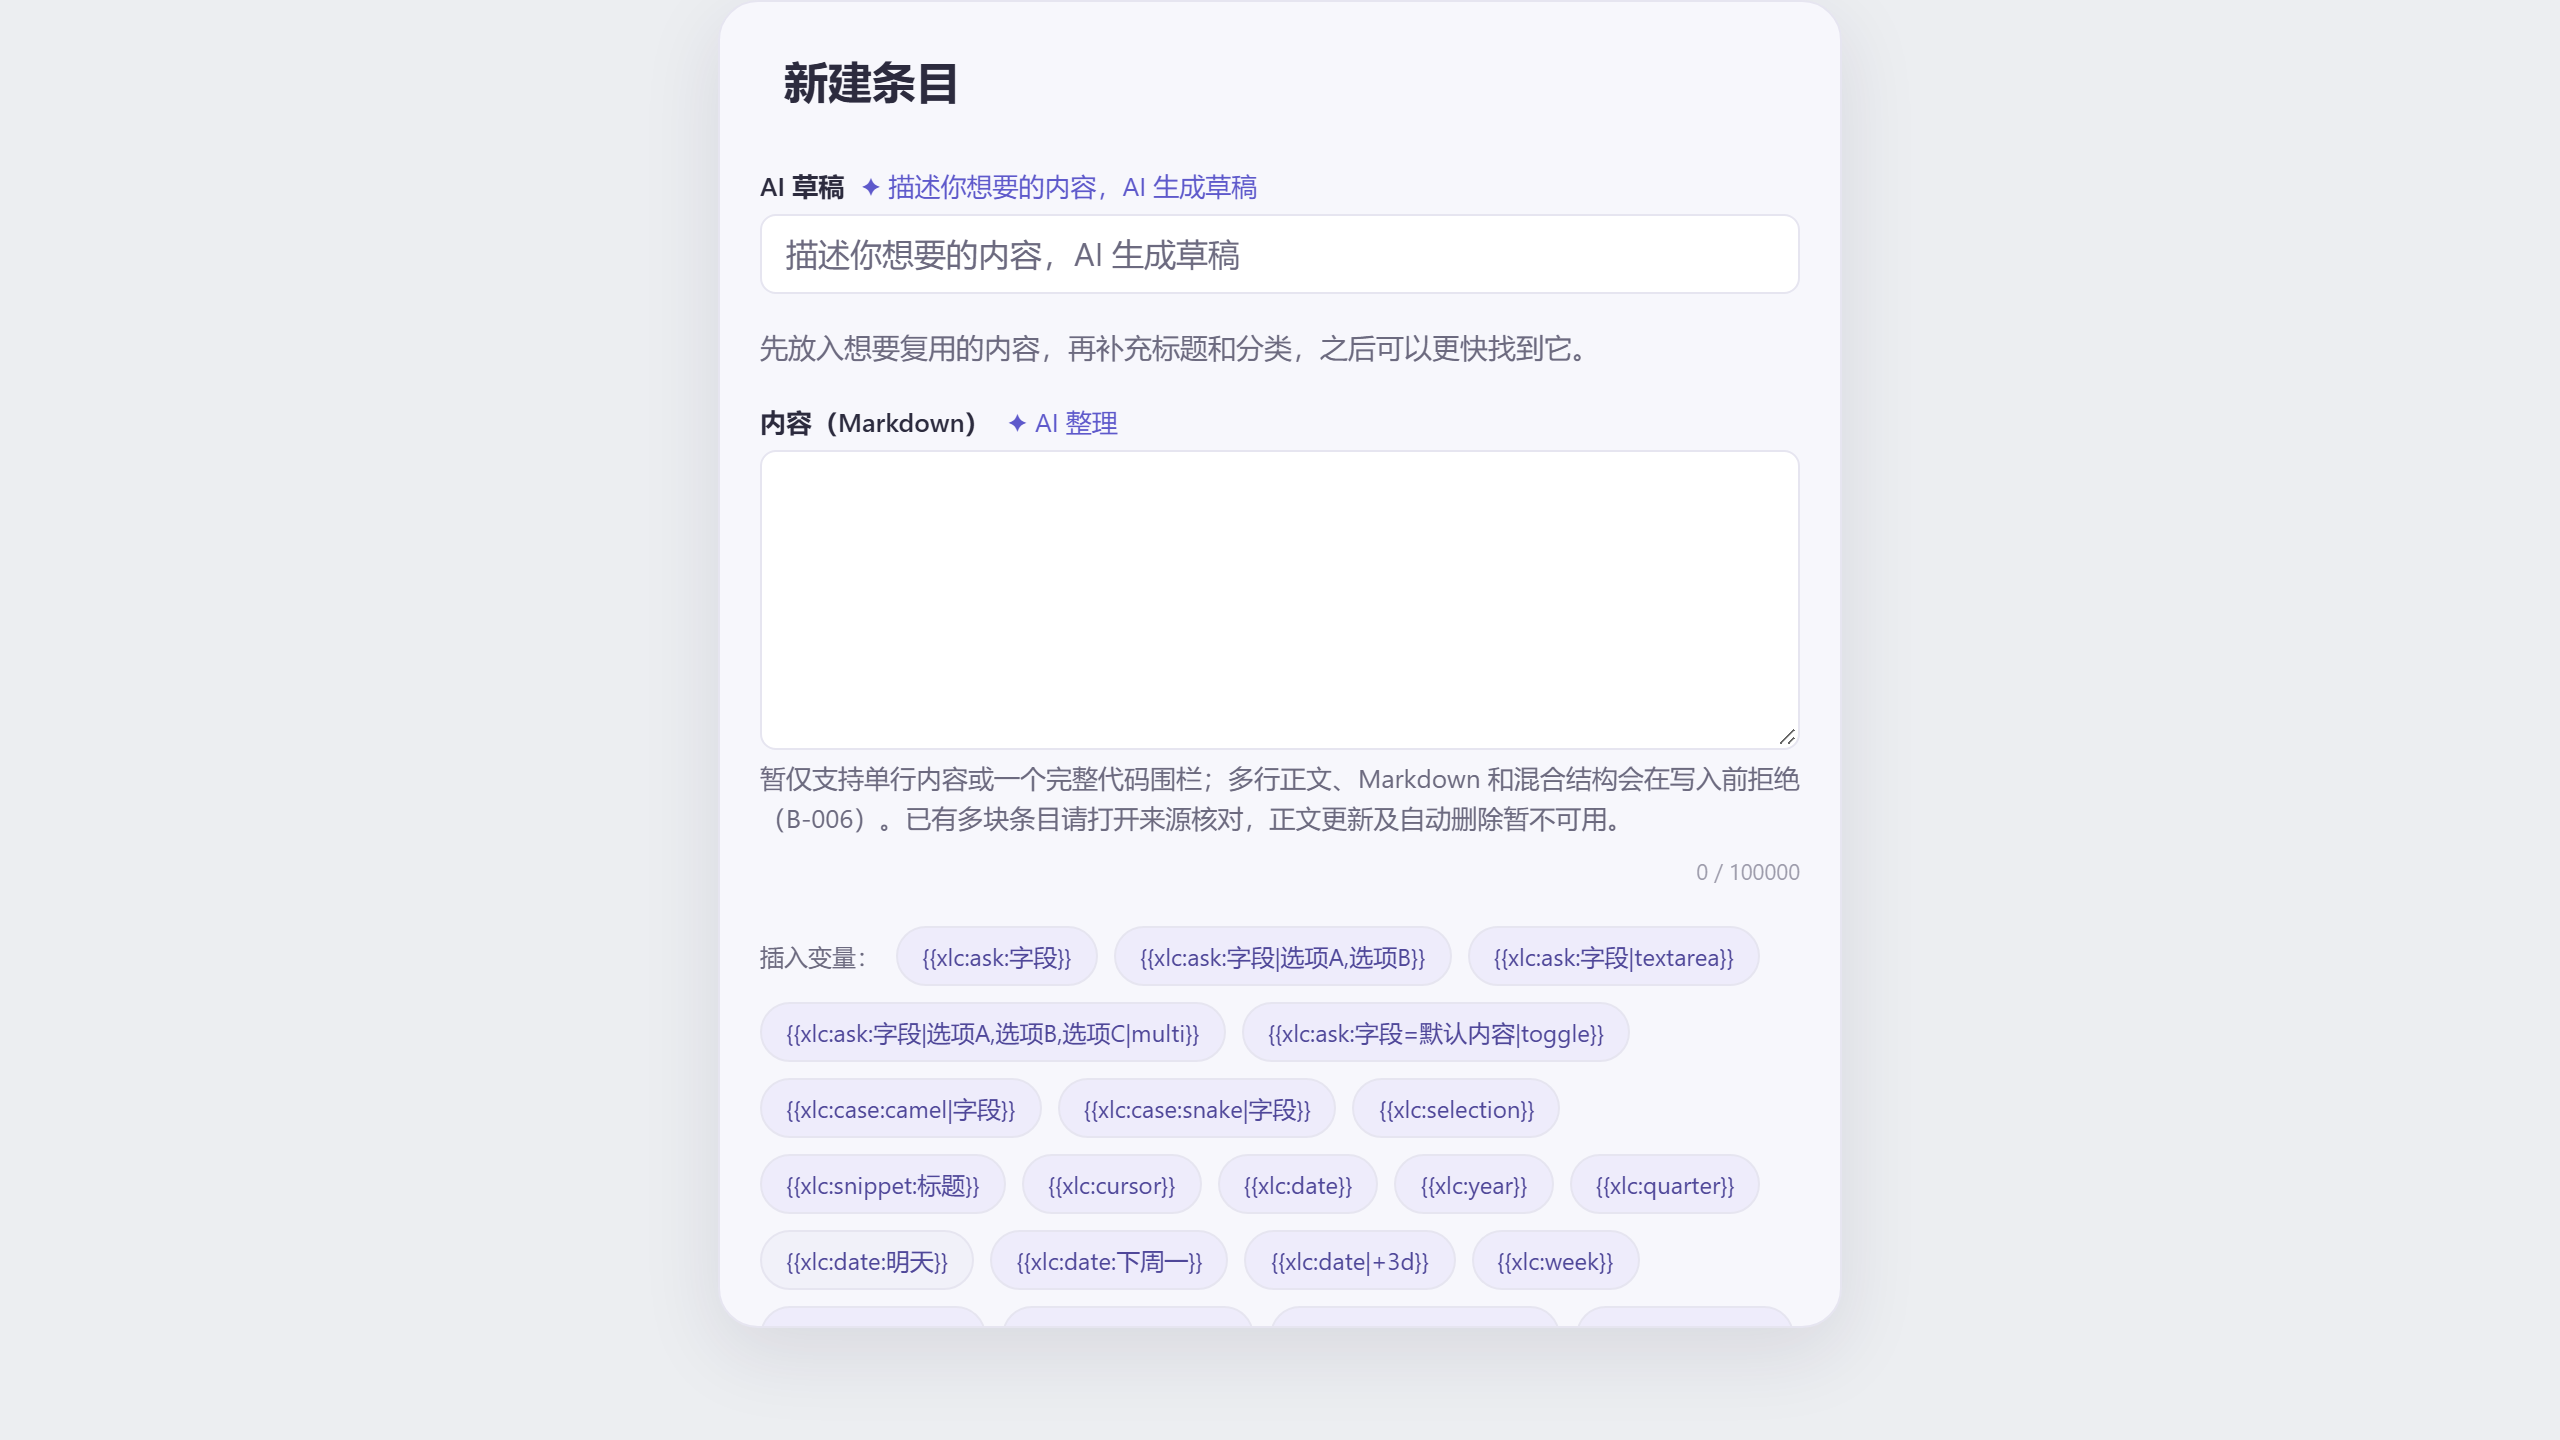 新建条目
AI 草稿 ✦ 描述你想要的内容，AI 生成草稿
描述你想要的内容，AI 生成草稿
先放入想要复用的内容，再补充标题和分类，之后可以更快找到它。
内容（Markdown） ✦ AI 整理
暂仅支持单行内容或一个完整代码围栏；多行正文、Markdown 和混合结构会在写入前拒绝
（B-006）。已有多块条目请打开来源核对，正文更新及自动删除暂不可用。
0 / 100000
插入变量： {{xlc:ask:字段}} {{xlc:ask:字段|选项A,选项B}} {{xlc:ask:字段|textarea}}
{{xlc:ask:字段|选项A,选项B,选项C|multi}} {{xlc:ask:字段=默认内容|toggle}}
{{xlc:case:camel|字段}} {{xlc:case:snake|字段}} {{xlc:selection}}
{{xlc:snippet:标题}} {{xlc:cursor}} {{xlc:date}} {{xlc:year}} {{xlc:quarter}}
{{xlc:date:明天}} {{xlc:date:下周一}} {{xlc:date|+3d}} {{xlc:week}}